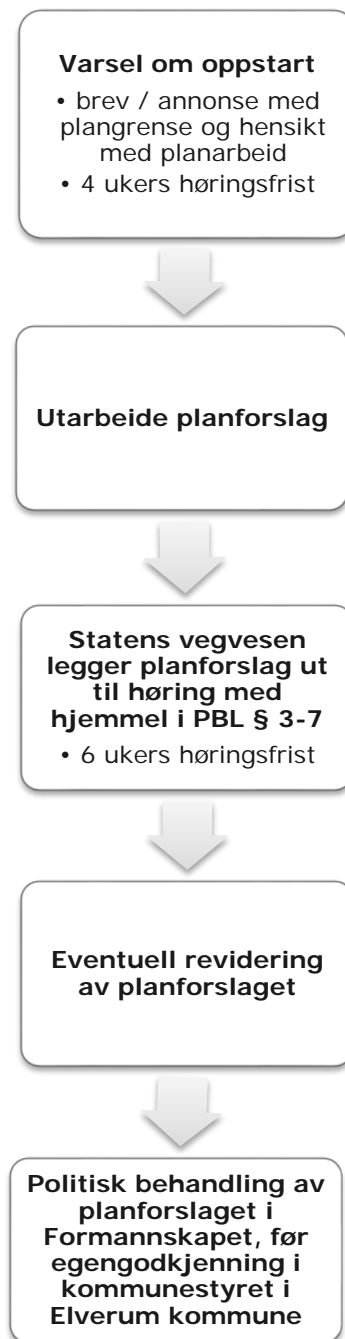 Varsel om oppstart
• brev / annonse med
plangrense og hensikt
med planarbeid
• 4 ukers høringsfrist
Utarbeide planforslag
Statens vegvesen
legger planforslag ut
til høring med
hjemmel i PBL § 3-7
• 6 ukers høringsfrist
Eventuell revidering
av planforslaget
Politisk behandling av
planforslaget i
Formannskapet, før
egengodkjenning i
kommunestyret i
Elverum kommune